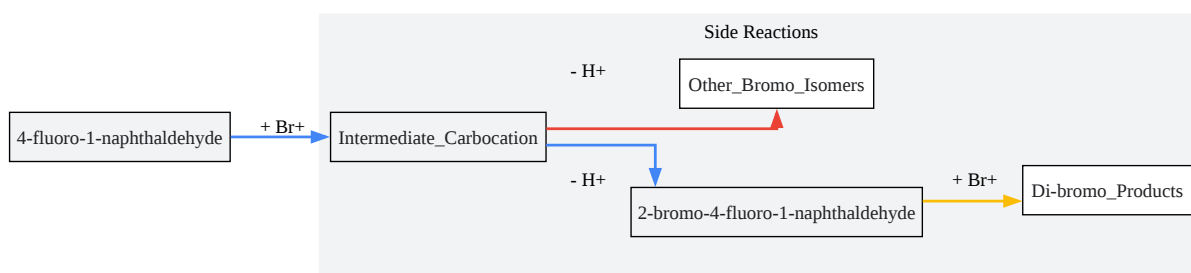 Side Reactions
- H+
Other_Bromo_Isomers
4-fluoro-1-naphthaldehyde
+ Br+
Intermediate_Carbocation
- H+
2-bromo-4-fluoro-1-naphthaldehyde
+ Br+
Di-bromo_Products